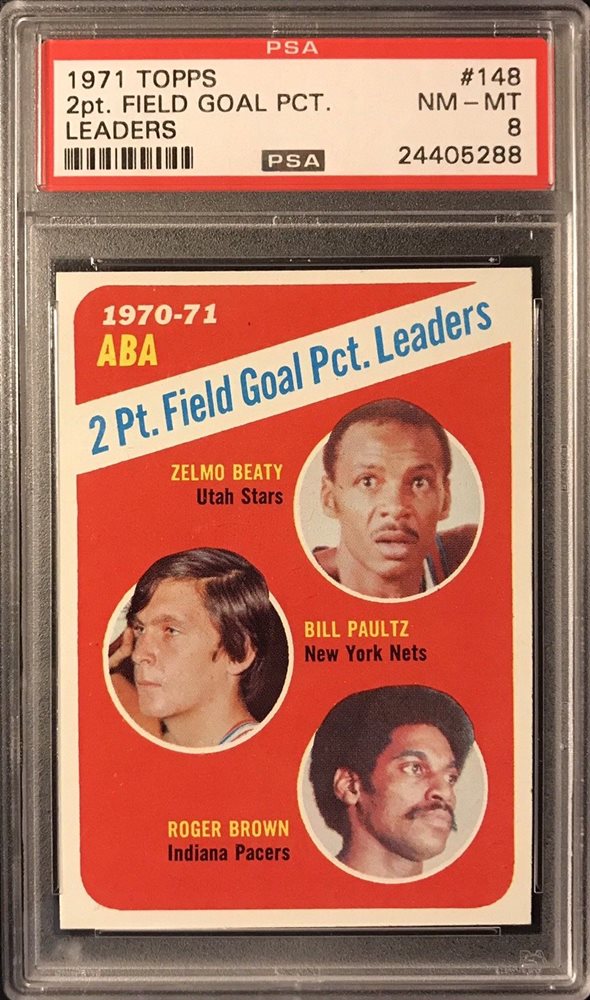 PSA
1971 TOPPS #148
2pt. FIELD GOAL PCT. NM-MT
LEADERS 8
PSA 24405288
1970-71
ABA
2 Pt. Field Goal Pct. Leaders
ZELMO BEATY
Utah Stars
BILL PAULTZ
New York Nets
ROGER BROWN
Indiana Pacers